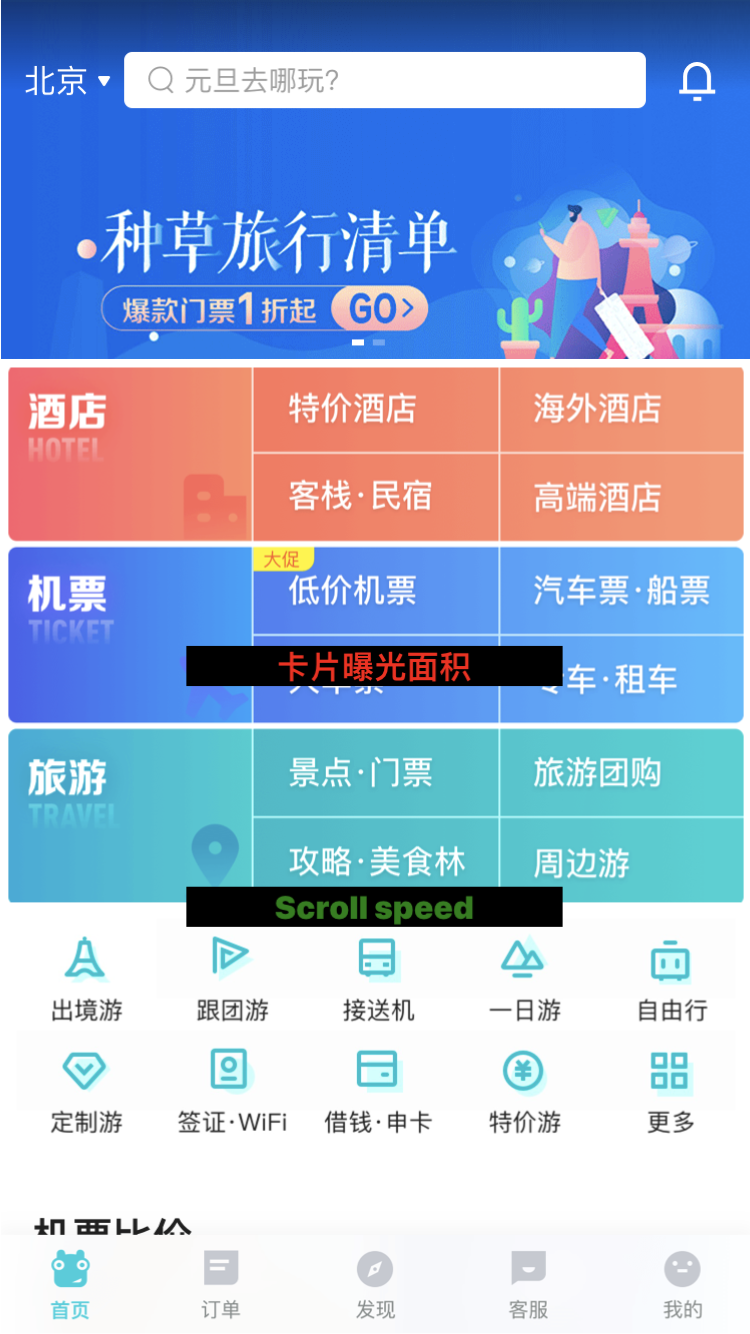 北京
元旦去哪玩?
种草旅行清单
爆款门票1折起 GO>
酒店
HOTEL
特价酒店
海外酒店
客栈·民宿
高端酒店
机票
TICKET
大促
低价机票
汽车票·船票
卡片曝光面积
车·租车
旅游
TRAVEL
景点·门票
旅游团购
攻略·美食林
周边游
Scroll speed
出境游
跟团游
接送机
一日游
自由行
定制游
签证·WiFi
借钱·申卡
特价游
更多
机票比价
首页
订单
发现
客服
我的